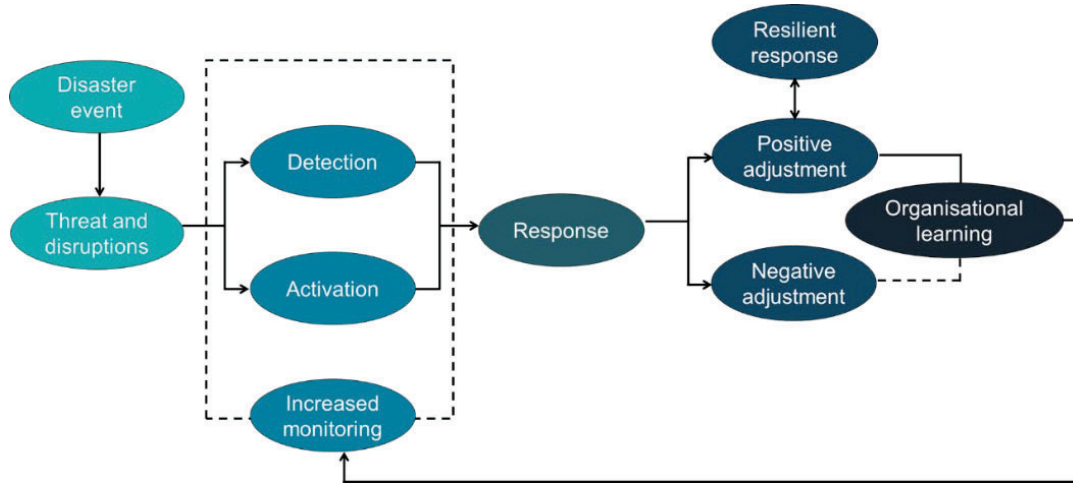 Disaster
event
Threat and
disruptions
Detection
Activation
Increased
monitoring
Response
Resilient
response
Positive
adjustment
Negative
adjustment
Organisational
learning